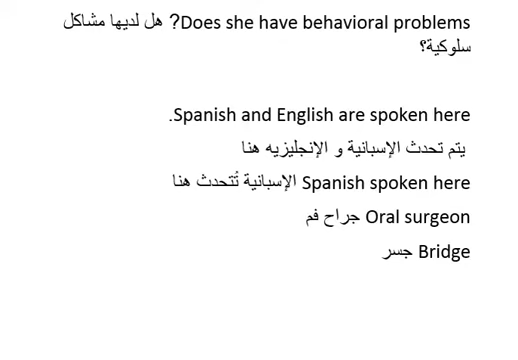 Does she have behavioral problems? هل لديها مشاكل
سلوكية؟
Spanish and English are spoken here.
يتم تحدث الإسبانية و الإنجليزيه هنا
Spanish spoken here الإسبانية تُتحدث هنا
Oral surgeon جراح فم
Bridge جسر